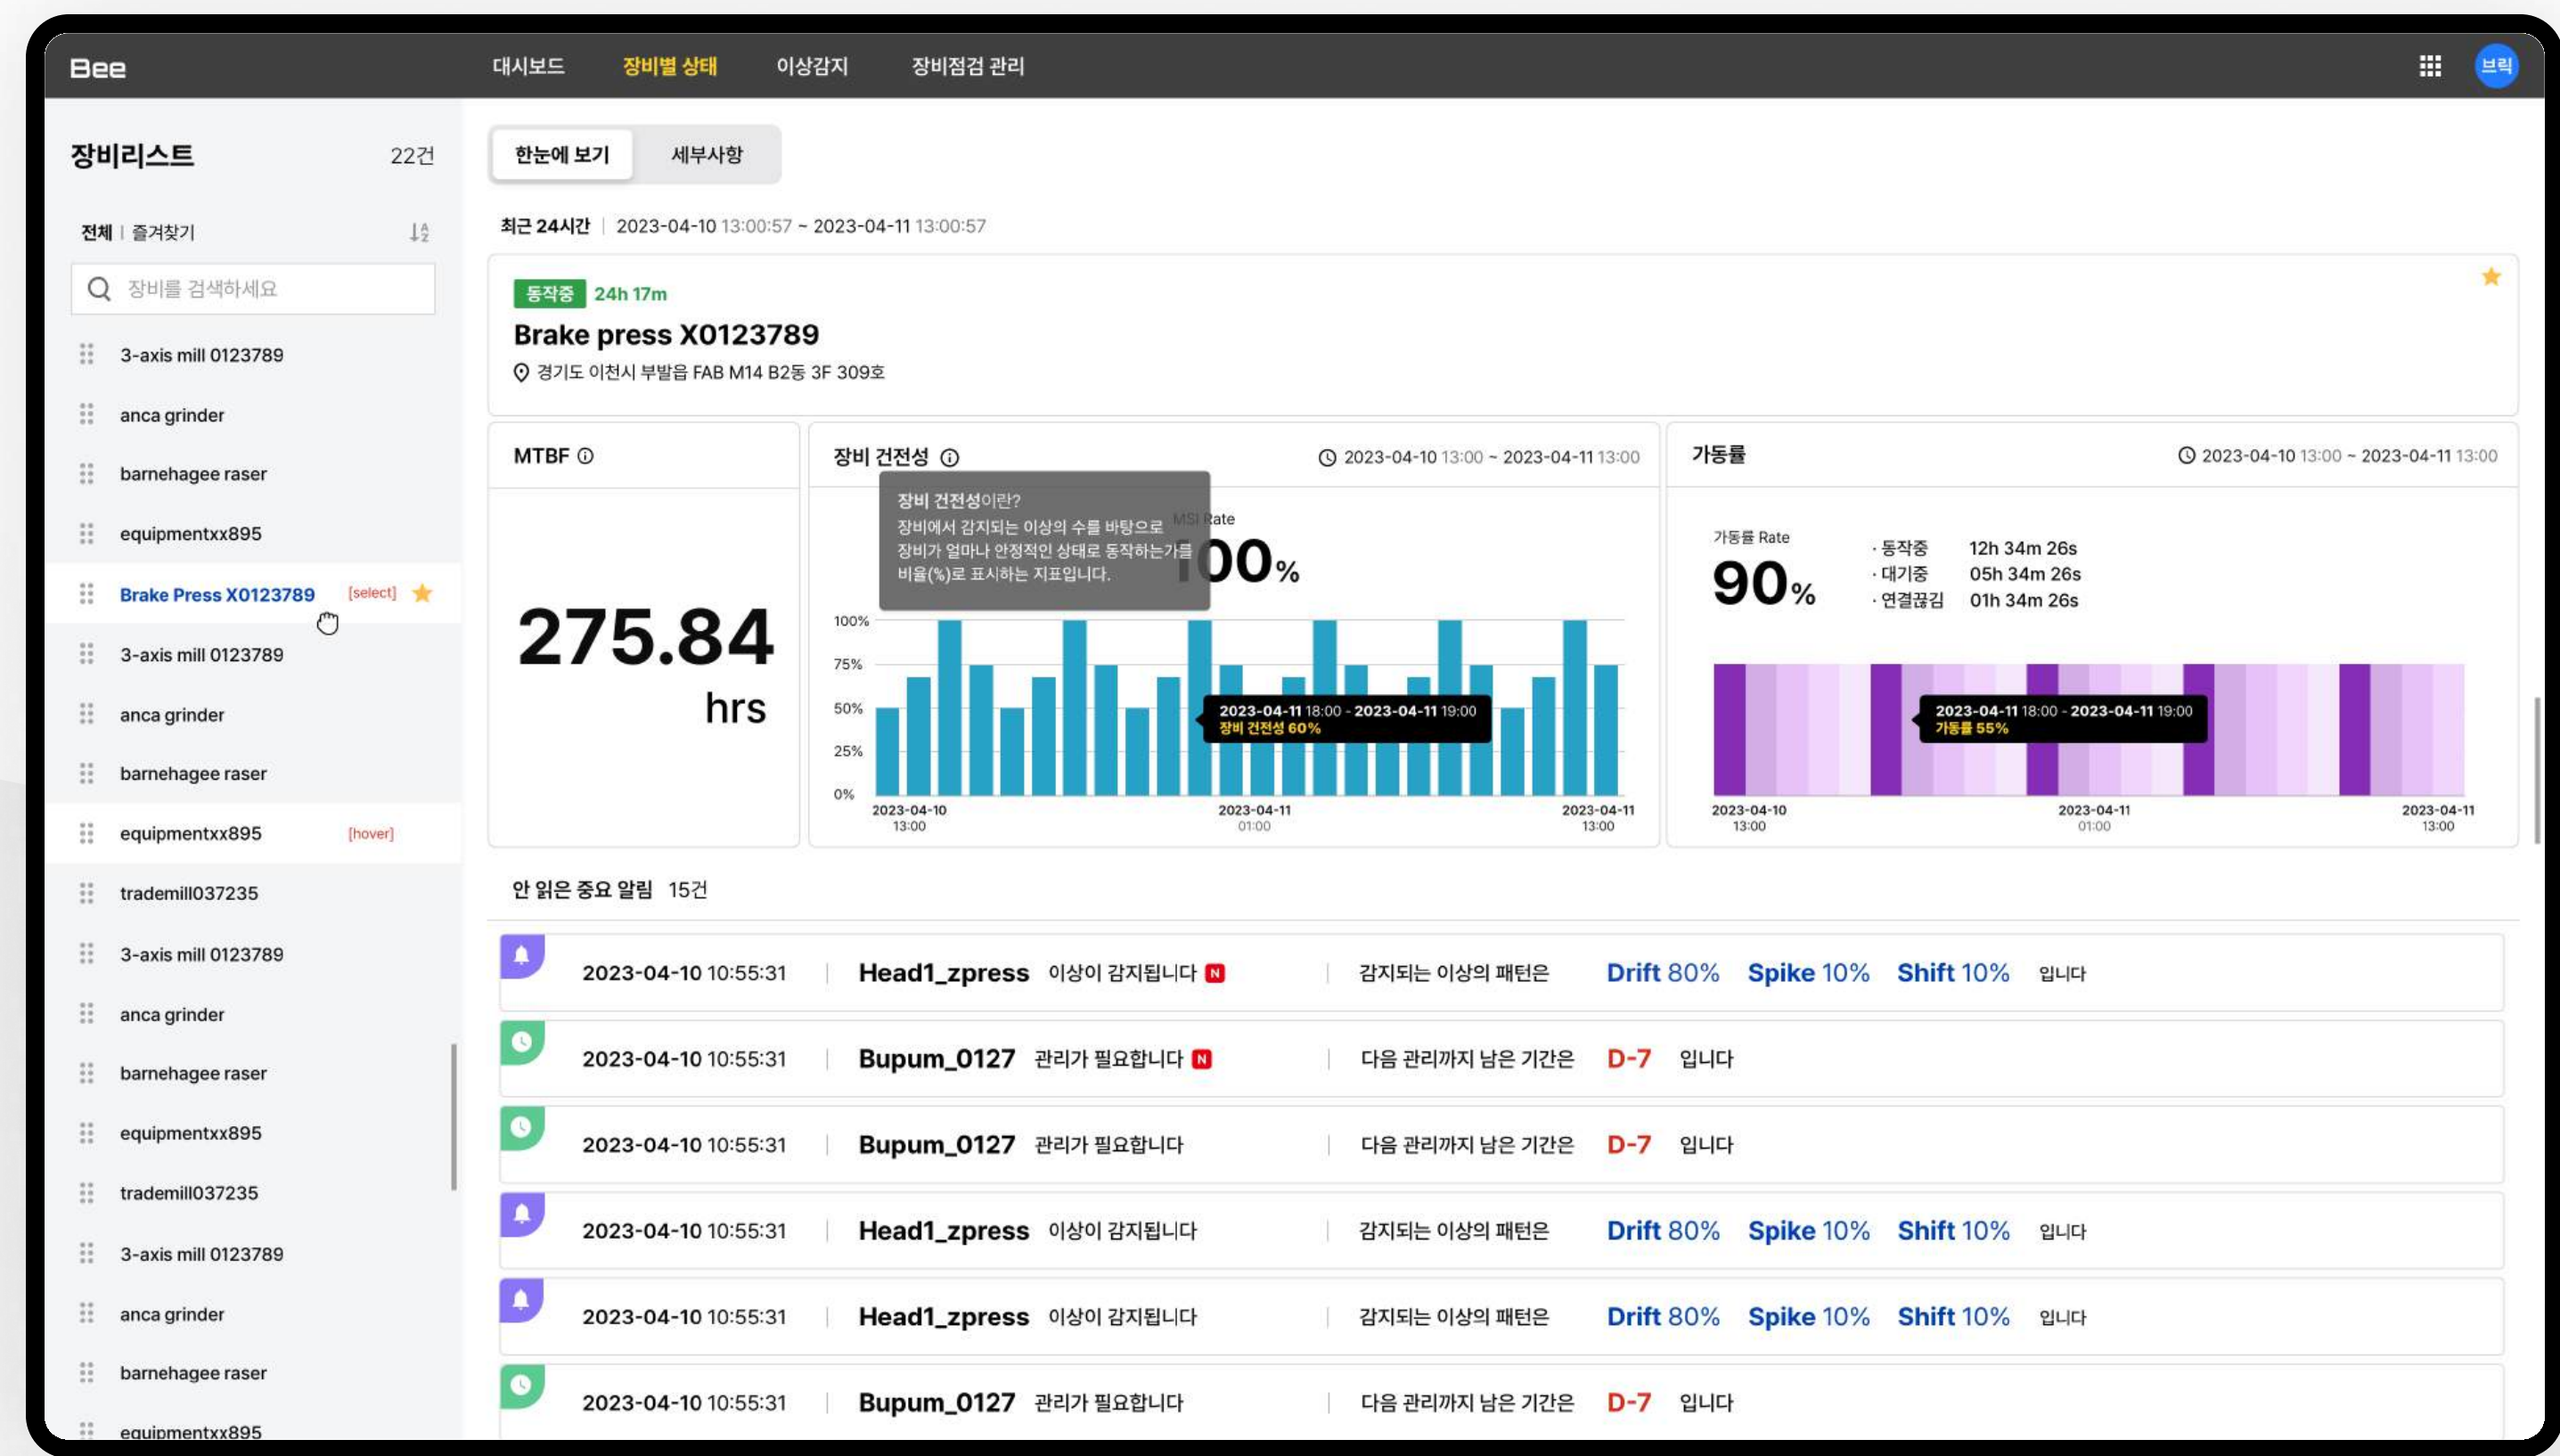 Bee
대시보드 장비별 상태 이상감지 장비점검 관리
브릭
장비리스트 22건
전체 | 즐겨찾기
장비를 검색하세요
3-axis mill 0123789
anca grinder
barnehagee raser
equipmentxx895
Brake Press X0123789 [select]
3-axis mill 0123789
anca grinder
barnehagee raser
equipmentxx895 [hover]
trademill037235
3-axis mill 0123789
anca grinder
barnehagee raser
equipmentxx895
trademill037235
3-axis mill 0123789
anca grinder
barnehagee raser
equipmentxx895
한눈에 보기 세부사항
최근 24시간 | 2023-04-10 13:00:57 ~ 2023-04-11 13:00:57
동작중 24h 17m
Brake press X0123789
경기도 이천시 부발읍 FAB M14 B2동 3F 309호
MTBF
275.84
hrs
장비 건전성 2023-04-10 13:00 ~ 2023-04-11 13:00
장비 건전성이란?
장비에서 감지되는 이상의 수를 바탕으로
장비가 얼마나 안정적인 상태로 동작하는가를
비율(%)로 표시하는 지표입니다.
MSI Rate
100%
100%
75%
50%
25%
0%
2023-04-11 18:00 - 2023-04-11 19:00
장비 건전성 60%
2023-04-10 2023-04-11 2023-04-11
13:00 01:00 13:00
가동률 2023-04-10 13:00 ~ 2023-04-11 13:00
가동률 Rate
90%
· 동작중 12h 34m 26s
· 대기중 05h 34m 26s
· 연결끊김 01h 34m 26s
2023-04-11 18:00 - 2023-04-11 19:00
가동률 55%
2023-04-10 2023-04-11 2023-04-11
13:00 01:00 13:00
안 읽은 중요 알림 15건
2023-04-10 10:55:31 | Head1_zpress 이상이 감지됩니다 N | 감지되는 이상의 패턴은 Drift 80% Spike 10% Shift 10% 입니다
2023-04-10 10:55:31 | Bupum_0127 관리가 필요합니다 N | 다음 관리까지 남은 기간은 D-7 입니다
2023-04-10 10:55:31 | Bupum_0127 관리가 필요합니다 | 다음 관리까지 남은 기간은 D-7 입니다
2023-04-10 10:55:31 | Head1_zpress 이상이 감지됩니다 | 감지되는 이상의 패턴은 Drift 80% Spike 10% Shift 10% 입니다
2023-04-10 10:55:31 | Head1_zpress 이상이 감지됩니다 | 감지되는 이상의 패턴은 Drift 80% Spike 10% Shift 10% 입니다
2023-04-10 10:55:31 | Bupum_0127 관리가 필요합니다 | 다음 관리까지 남은 기간은 D-7 입니다